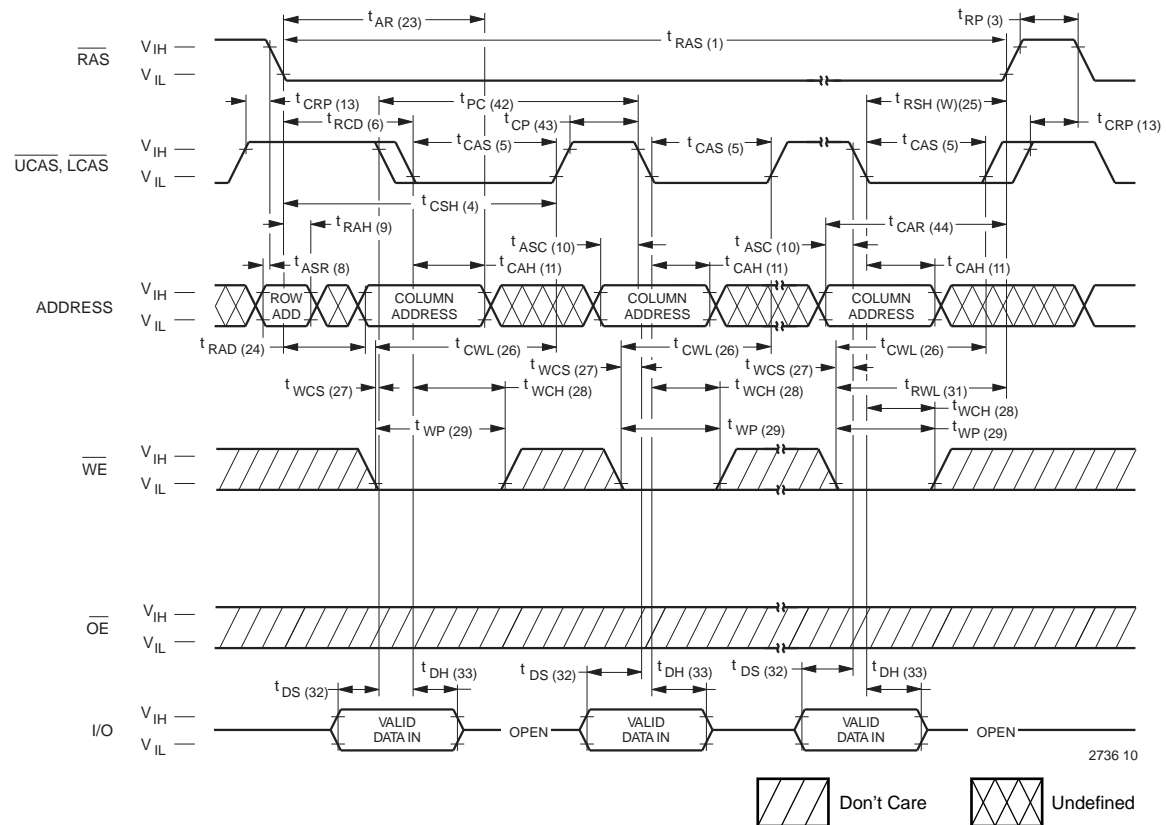 t AR (23)
t RP (3)
t RAS (1)
RAS
V IH
V IL
t CRP (13)
t PC (42)
t RSH (W)(25)
t RCD (6)
t CP (43)
t CRP (13)
UCAS, LCAS
V IH
V IL
t CAS (5)
t CAS (5)
t CAS (5)
t CSH (4)
t RAH (9)
t CAR (44)
t ASC (10)
t ASC (10)
t ASR (8)
t CAH (11)
t CAH (11)
t CAH (11)
ADDRESS
V IH
V IL
ROW ADD
COLUMN ADDRESS
COLUMN ADDRESS
COLUMN ADDRESS
t RAD (24)
t CWL (26)
t CWL (26)
t CWL (26)
t WCS (27)
t WCS (27)
t WCS (27)
t WCH (28)
t WCH (28)
t RWL (31)
t WCH (28)
t WP (29)
t WP (29)
t WP (29)
WE
V IH
V IL
OE
V IH
V IL
t DS (32)
t DH (33)
t DS (32)
t DH (33)
t DS (32)
t DH (33)
I/O
V IH
V IL
VALID DATA IN
OPEN
VALID DATA IN
VALID DATA IN
OPEN
2736 10
Don't Care
Undefined